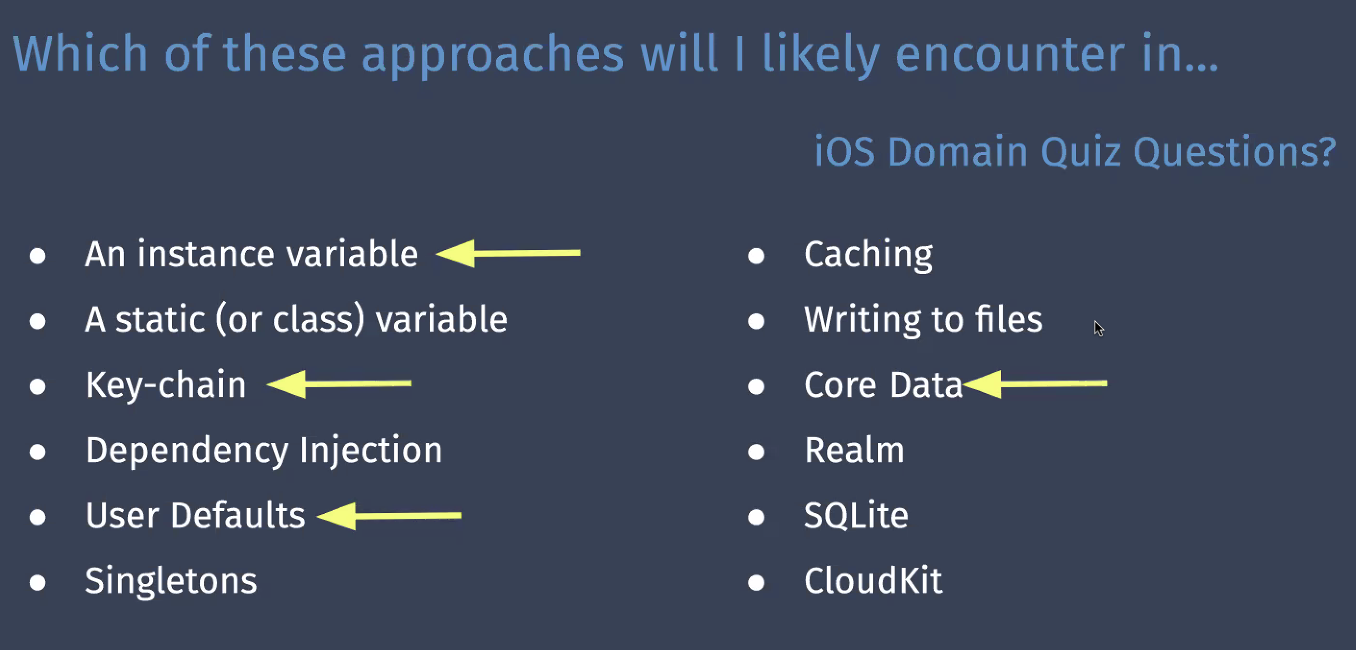 Which of these approaches will I likely encounter in...
iOS Domain Quiz Questions?
● An instance variable
● A static (or class) variable
● Key-chain
● Dependency Injection
● User Defaults
● Singletons
● Caching
● Writing to files
● Core Data
● Realm
● SQLite
● CloudKit